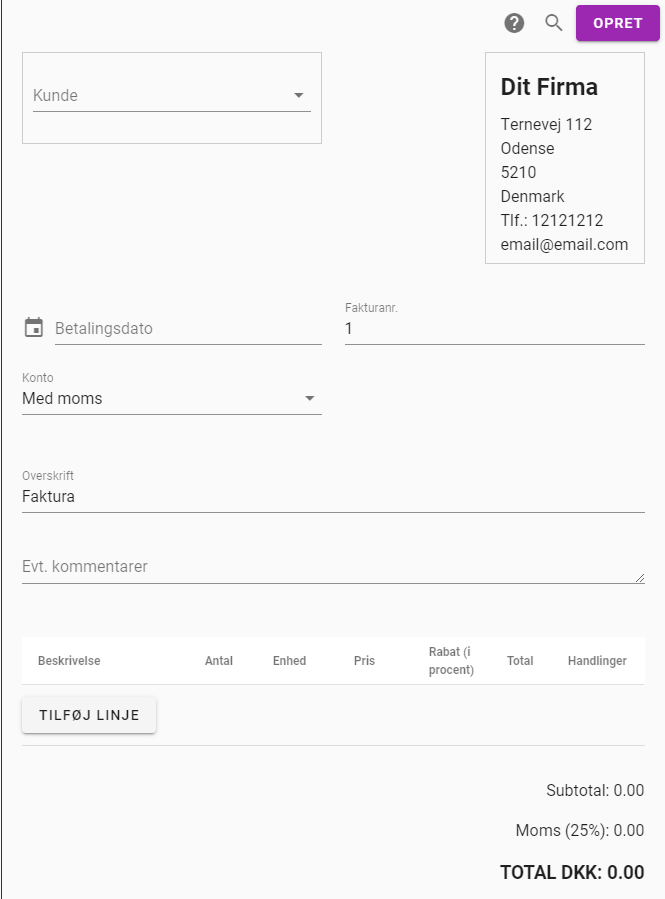 OPRET
Kunde
Dit Firma
Ternevej 112
Odense
5210
Denmark
Tlf.: 12121212
email@email.com
Betalingsdato
Fakturanr.
1
Konto
Med moms
Overskrift
Faktura
Evt. kommentarer
Beskrivelse Antal Enhed Pris Rabat (i procent) Total Handlinger
TILFØJ LINJE
Subtotal: 0.00
Moms (25%): 0.00
TOTAL DKK: 0.00